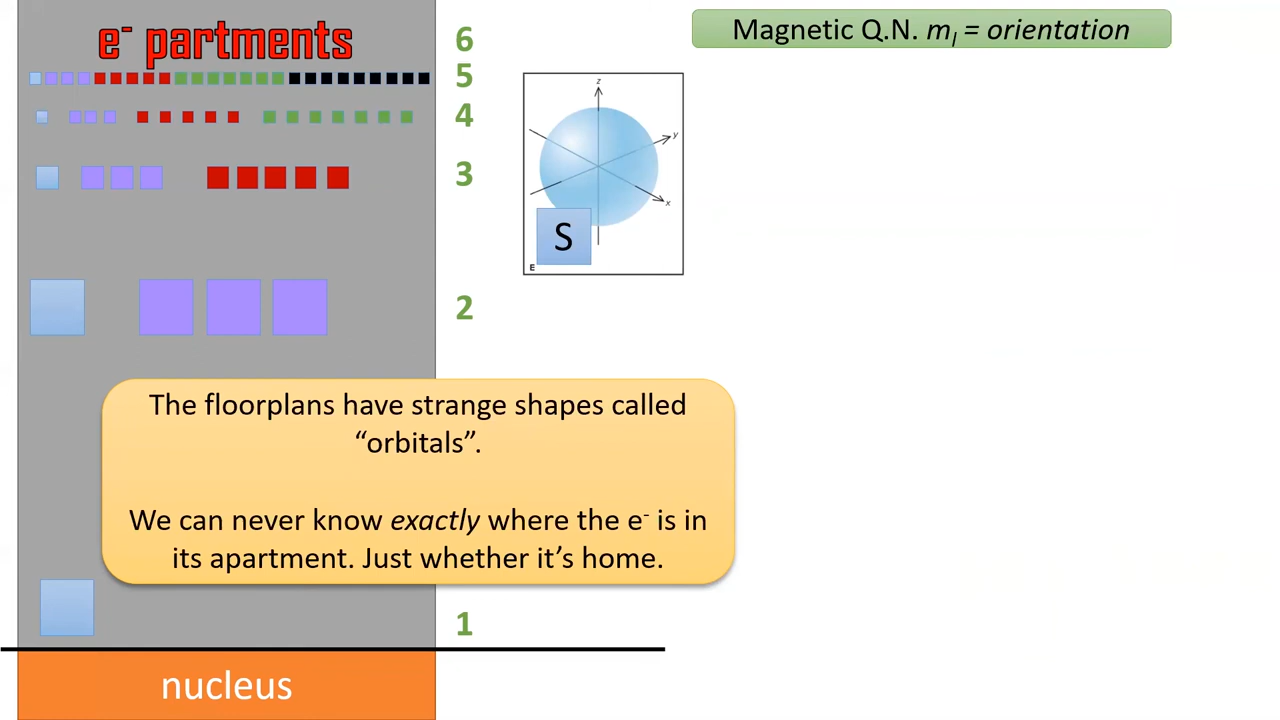 e- partments
6
5
4
3
2
1
Magnetic Q.N. ml = orientation
z
y
x
S
E
The floorplans have strange shapes called
“orbitals”.
We can never know exactly where the e- is in
its apartment. Just whether it’s home.
nucleus